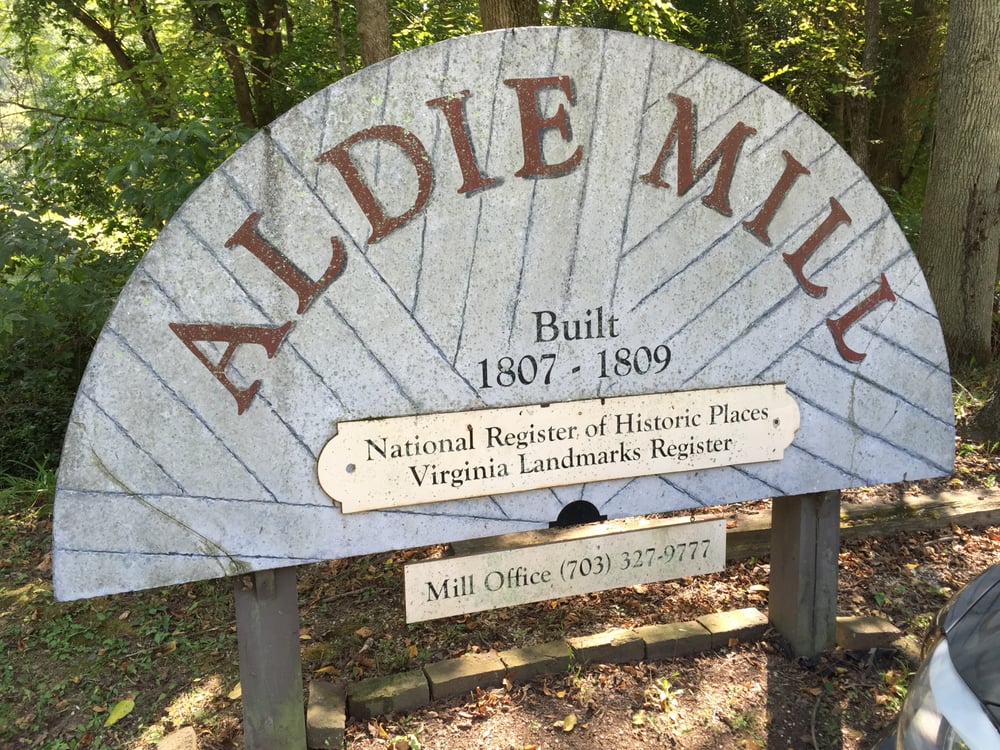 ALDIE MILL
Built
1807 - 1809
National Register of Historic Places
Virginia Landmarks Register
Mill Office (703) 327-9777